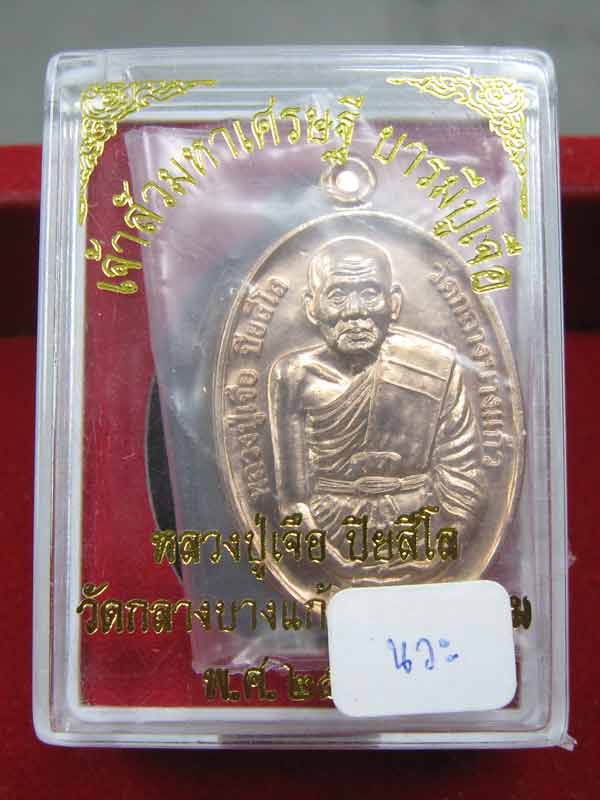 เจ้าสัวมหาเศรษฐี บารมีปู่เจือ
หลวงปู่เจือ ปิยสีโล
วัดกลางบางแก้ว
หลวงปู่เจือ ปิยสีโล
วัดกลางบางแก้
ม
พ.ศ. ๒๕
นวะ